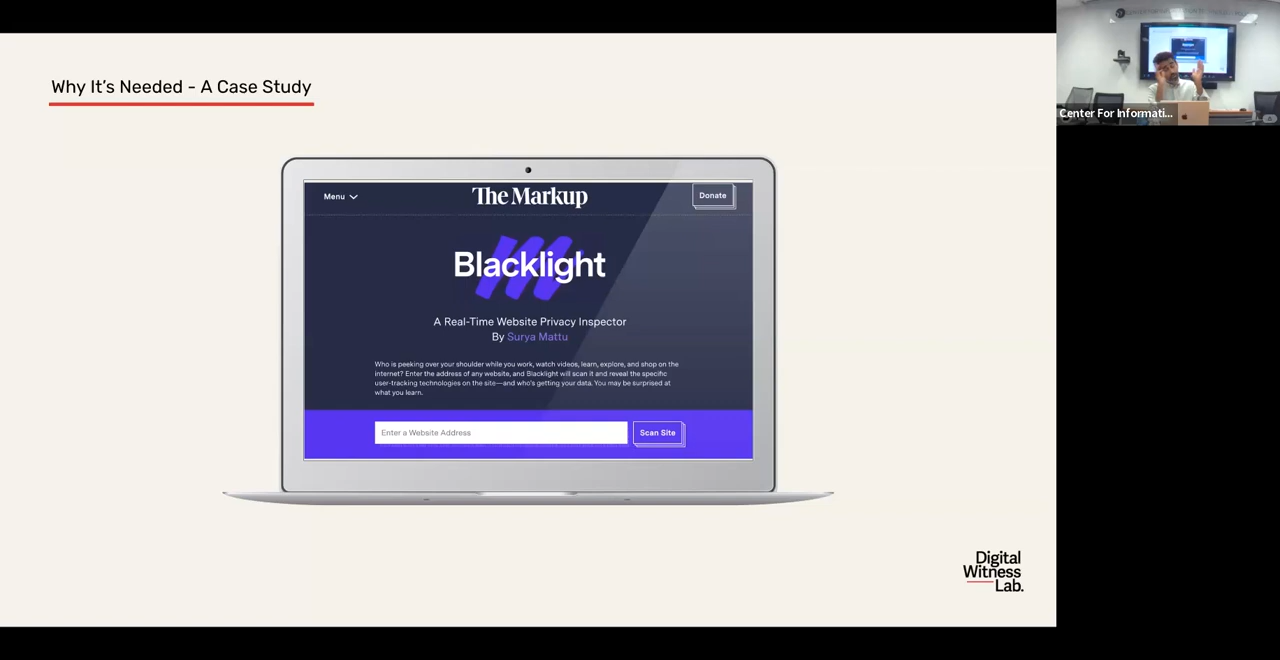 Why It's Needed - A Case Study
Menu
The Markup
Donate
Blacklight
A Real-Time Website Privacy Inspector
By Surya Mattu
Who is peeking over your shoulder while you work, watch videos, learn, explore, and shop on the
internet? Enter the address of any website, and Blacklight will scan it and reveal the specific
user-tracking technologies on the site—and who's getting your data. You may be surprised at
what you learn.
Enter a Website Address
Scan Site
Digital
Witness
Lab.
Center For Informati...